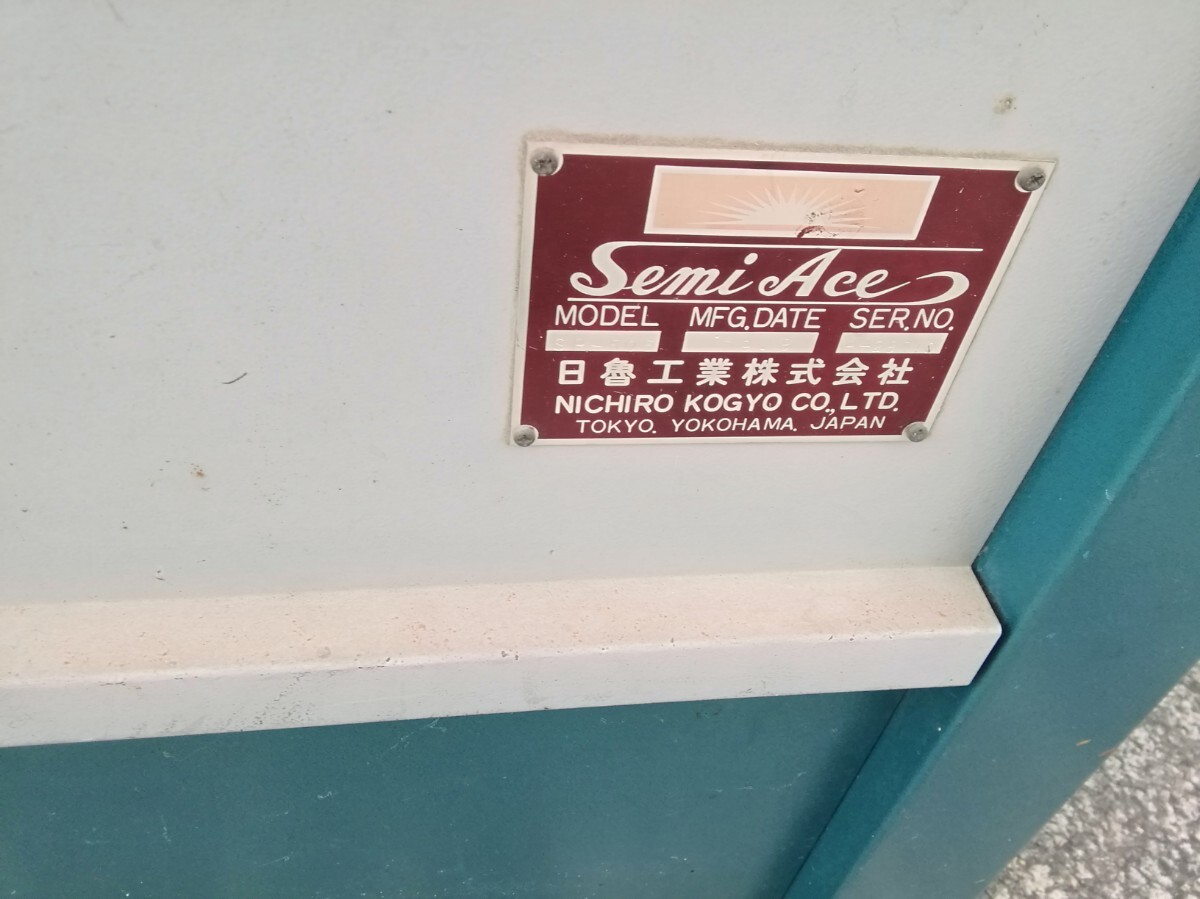 Semi Ace
MODEL MFG.DATE SER.NO.
日魯工業株式会社
NICHIRO KOGYO CO.,LTD.
TOKYO. YOKOHAMA. JAPAN